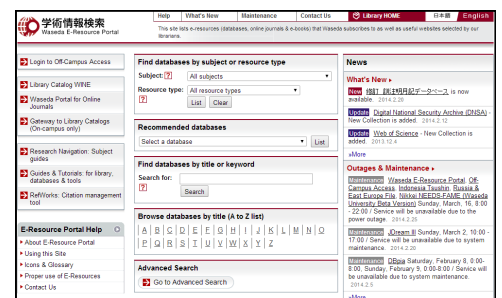 Help What's New Maintenance Contact Us Library HOME 日本語 English
学術情報検索
Waseda E-Resource Portal
This site lists e-resources (databases, online journals & e-books) that Waseda subscribes to as well as useful websites selected by our
librarians.
Login to Off-Campus Access
Library Catalog WINE
Waseda Portal for Online
Journals
Gateway to Library Catalogs
(On-campus only)
Research Navigation: Subject
guides
Guides & Tutorials: for library,
databases & tools
RefWorks: Citation management
tool
E-Resource Portal Help
About E-Resource Portal
Using this Site
Icons & Glossary
Proper use of E-Resources
Contact Us
Find databases by subject or resource type
Subject: ? All subjects
Resource type: All resource types
?
List Clear
Recommended databases
Select a database List
Find databases by title or keyword
Search for:
?
Search
Browse databases by title (A to Z list)
A B C D E F G H I J K L M N O
P Q R S T U V W X Y Z
Advanced Search
Go to Advanced Search
News
What's New
New 修訂 註明月記データベース is now
available. 2014.2.26
Update Digital National Security Archive (DNSA) -
New Collection is added. 2014.2.12
Update Web of Science - New Collection is
added. 2013.12.4
»More
Outages & Maintenance
Maintenance Waseda E-Resource Portal, Off-
Campus Access, Indonesia Tsushin, Russia &
East Europe File, Nikkei NEEDS-FAME (Waseda
University Beta Version) Sunday, March, 16, 8:00
- 22:00 / Service will be unavailable due to the
power outage. 2014.2.25
Maintenance JDream III Sunday, March 2, 10:00 -
17:00 / Service will be unavailable due to system
maintenance. 2014.2.20
Maintenance DBpia Saturday, February 8, 0:00-
8:00, Sunday, February 9, 0:00-8:00 / Service will
be unavailable due to system maintenance.
2014.2.5
»More